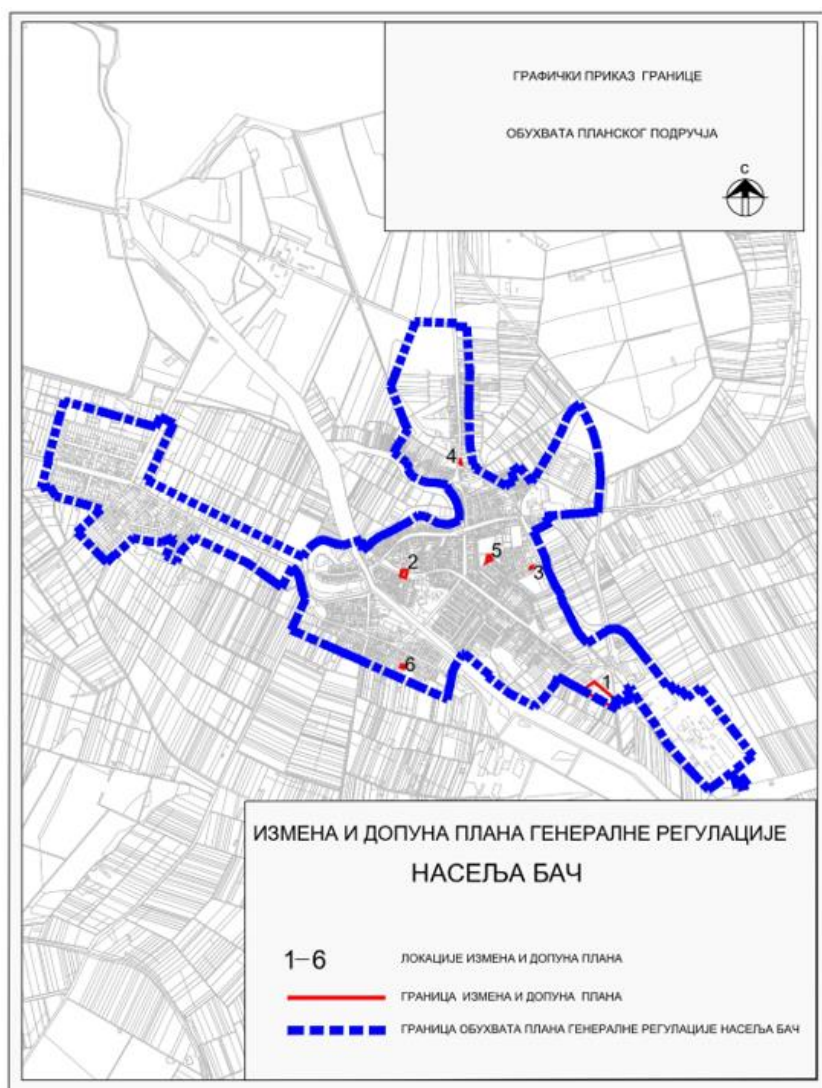 ГРАФИЧКИ ПРИКАЗ ГРАНИЦЕ
ОБУХВАТА ПЛАНСКОГ ПОДРУЧЈА
С
4
5
2
3
6
1
ИЗМЕНА И ДОПУНА ПЛАНА ГЕНЕРАЛНЕ РЕГУЛАЦИЈЕ
НАСЕЉА БАЧ
1–6 ЛОКАЦИЈЕ ИЗМЕНА И ДОПУНА ПЛАНА
ГРАНИЦА ИЗМЕНА И ДОПУНА ПЛАНА
ГРАНИЦА ОБУХВАТА ПЛАНА ГЕНЕРАЛНЕ РЕГУЛАЦИЈЕ НАСЕЉА БАЧ